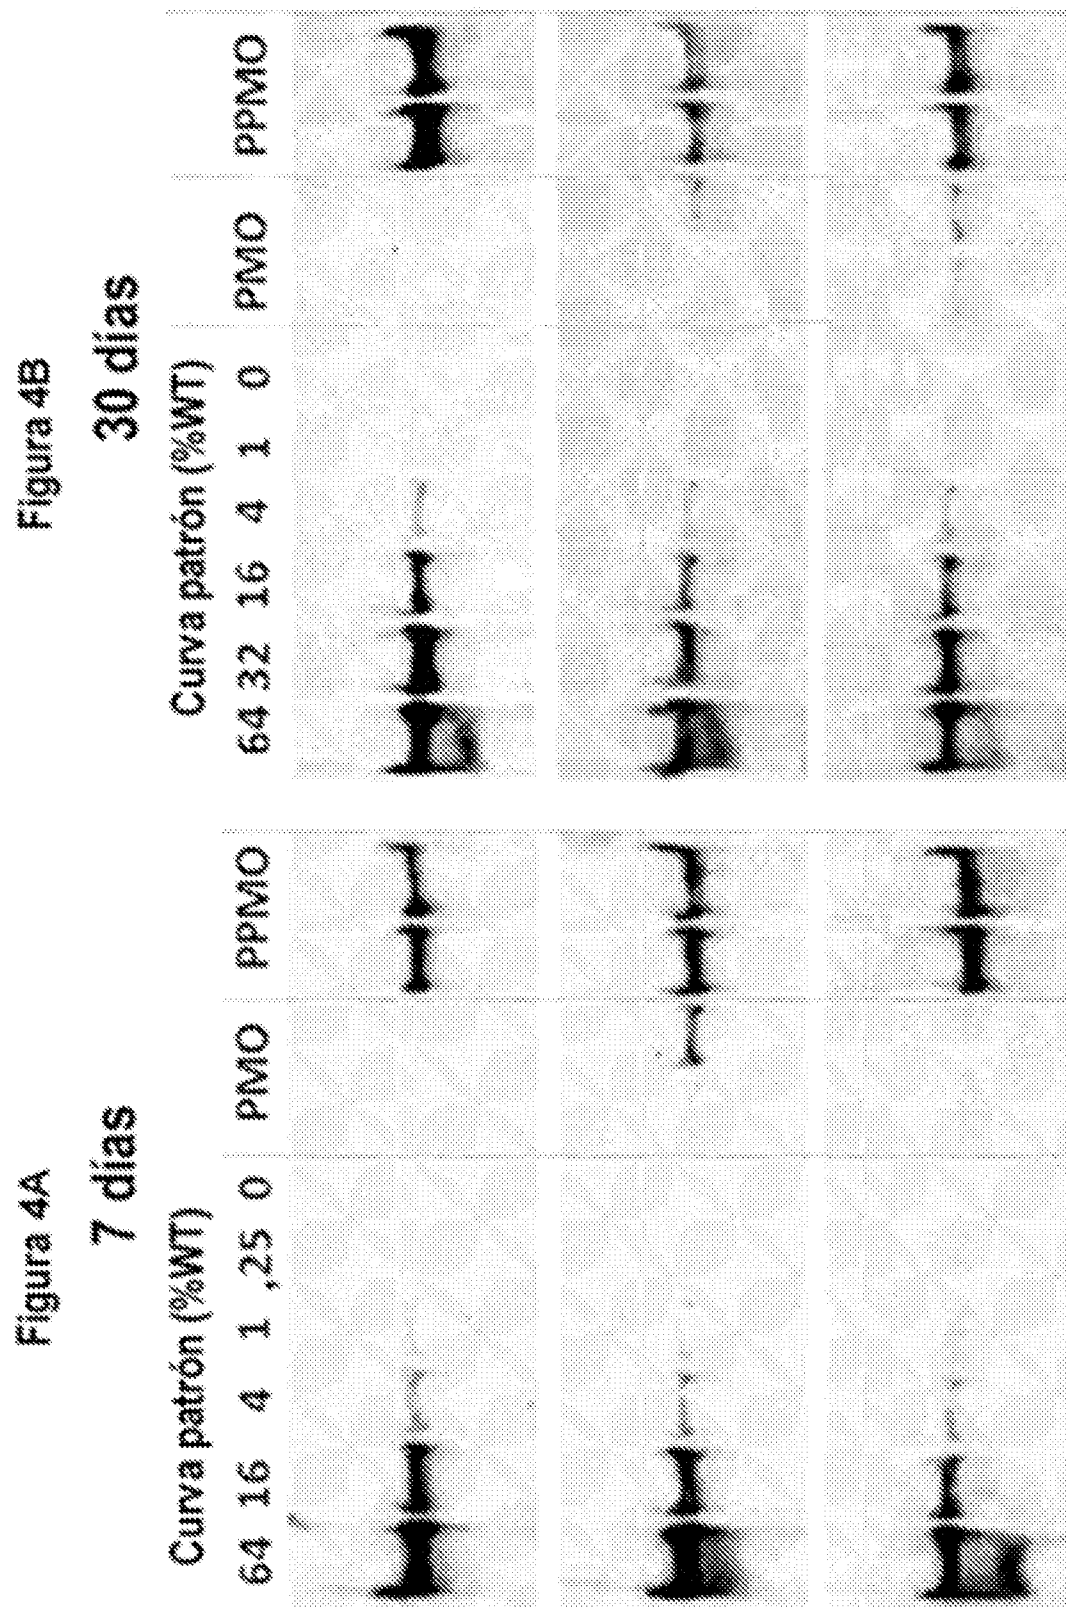 Figura 4A
7 días
Curva patrón (%WT)
64 16 4 1 ,25 0 PMO PPMO
Figura 4B
30 días
Curva patrón (%WT)
64 32 16 4 1 0 PMO PPMO